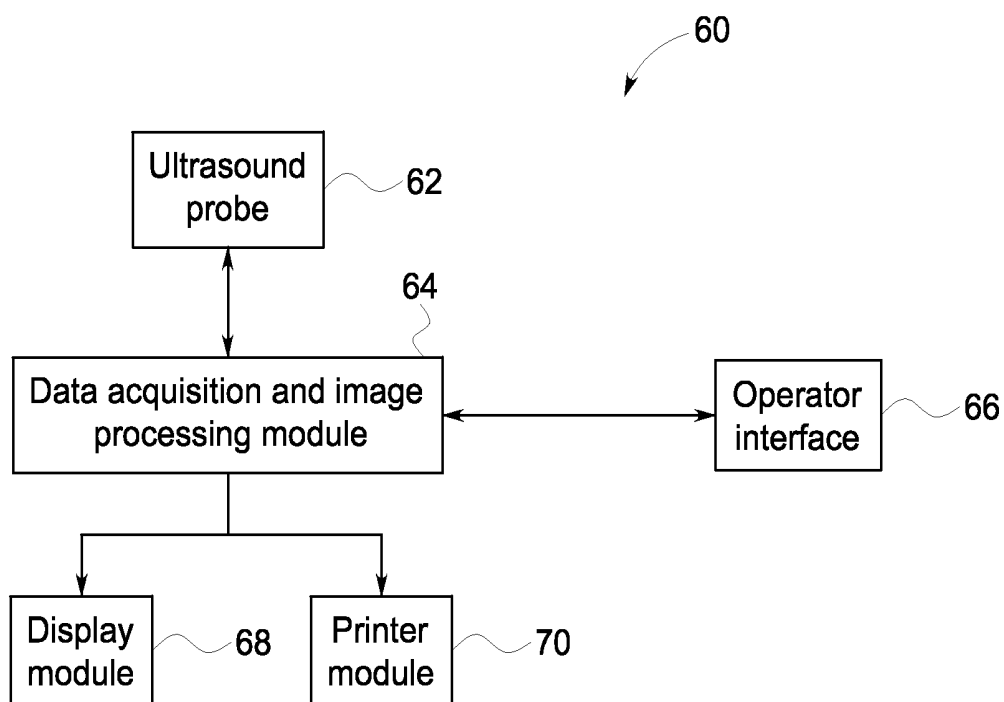 60
Ultrasound
probe
62
64
Data acquisition and image
processing module
Operator
interface
66
Display
module
68
Printer
module
70